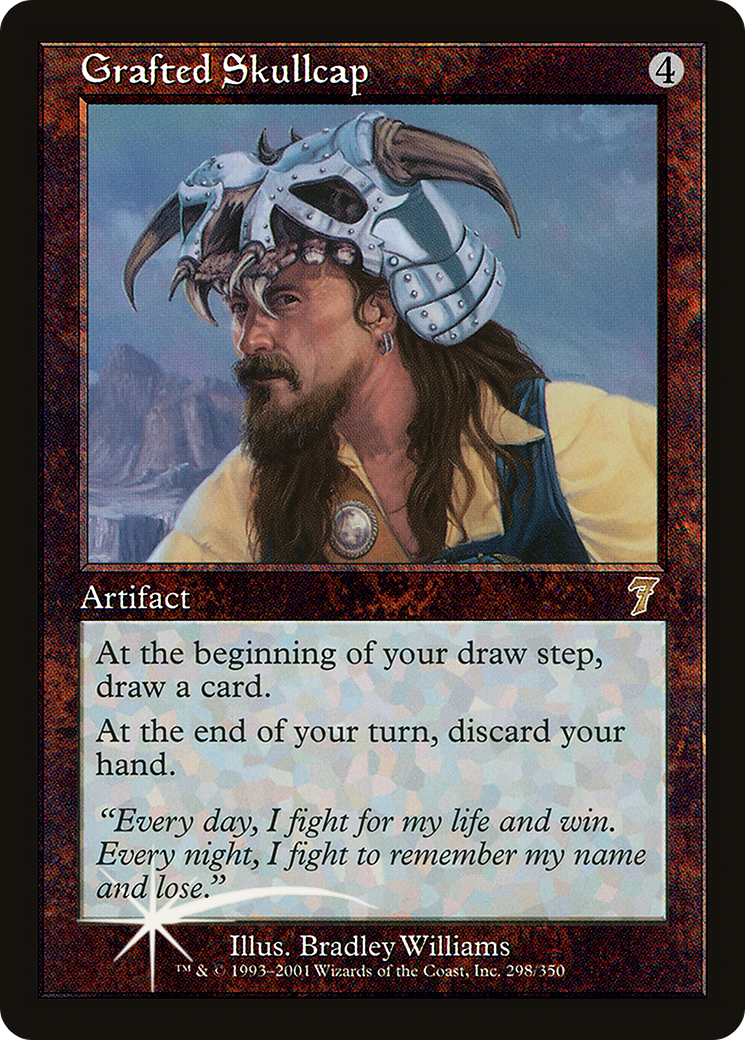 Grafted Skullcap 4
Artifact 7
At the beginning of your draw step,
draw a card.
At the end of your turn, discard your
hand.
“Every day, I fight for my life and win.
Every night, I fight to remember my name
and lose.”
Illus. Bradley Williams
™ & © 1993–2001 Wizards of the Coast, Inc. 298/350